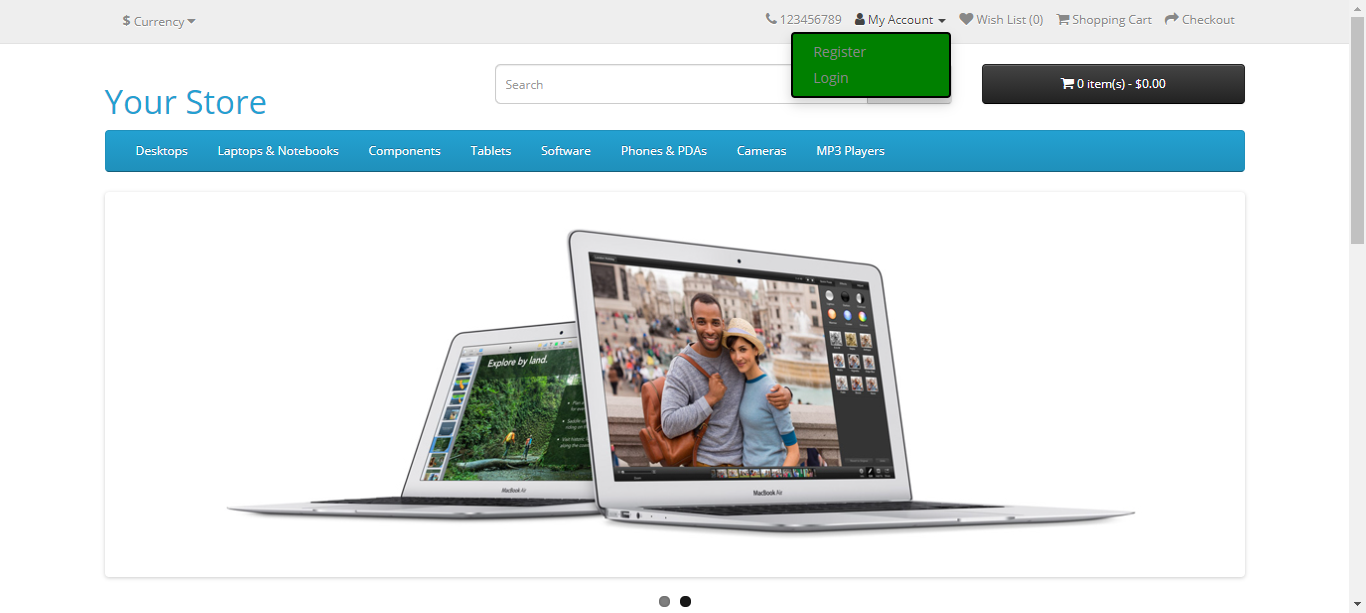 $ Currency
123456789 My Account Wish List (0) Shopping Cart Checkout
Register
Login
Your Store
Search
0 item(s) - $0.00
Desktops Laptops & Notebooks Components Tablets Software Phones & PDAs Cameras MP3 Players
Explore by land.
MacBook Air
MacBook Air